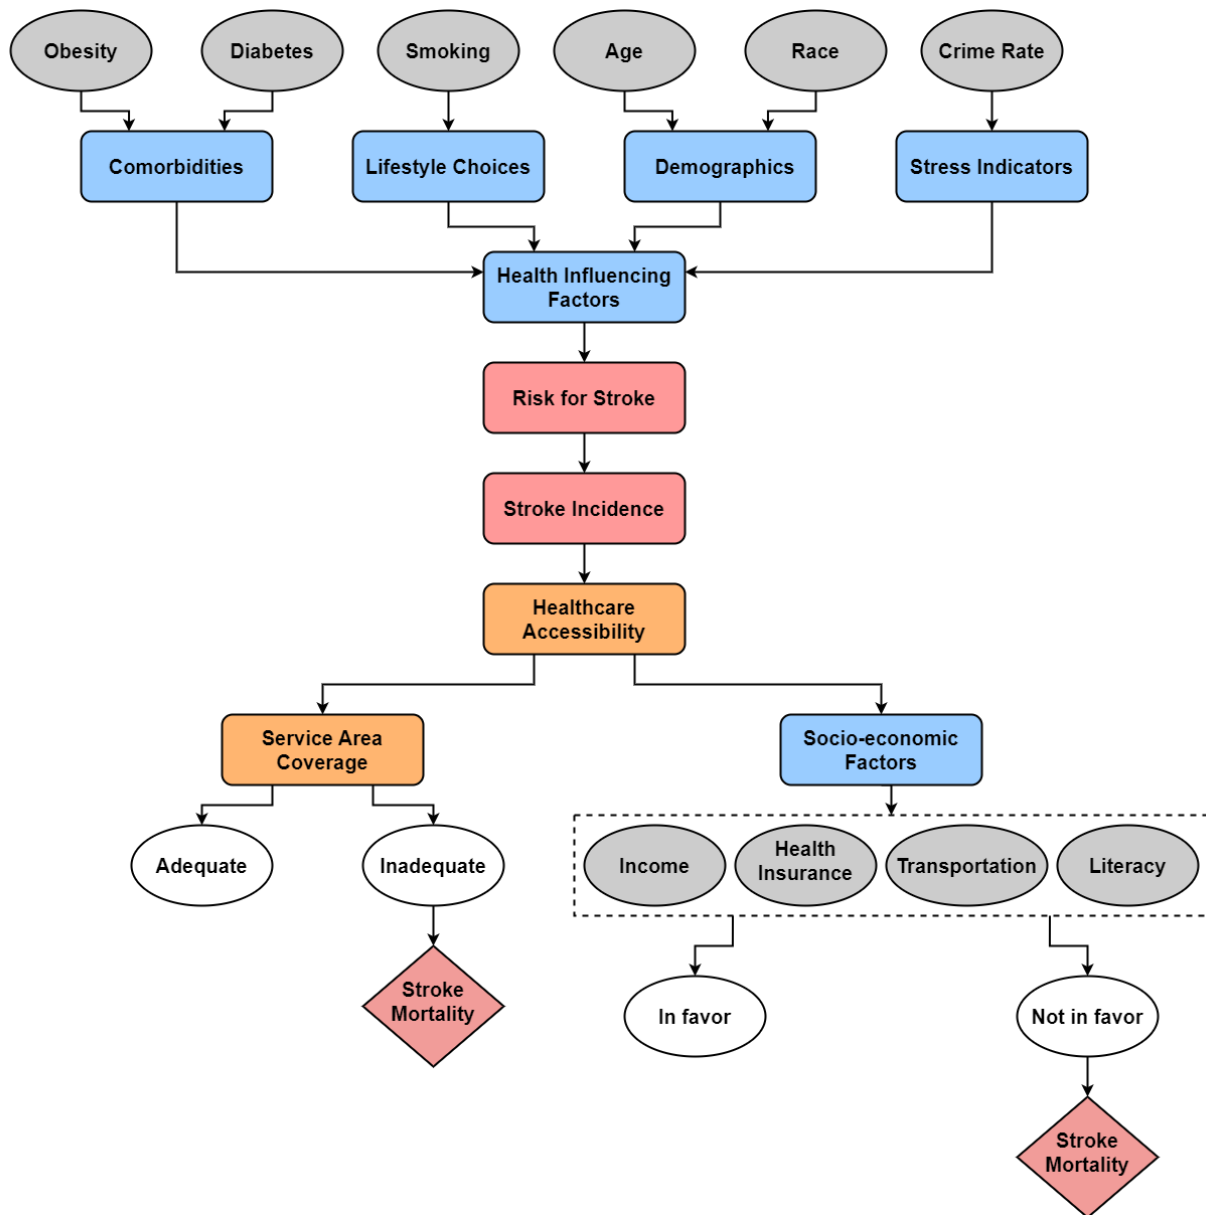 Obesity
Diabetes
Smoking
Age
Race
Crime Rate
Comorbidities
Lifestyle Choices
Demographics
Stress Indicators
Health Influencing
Factors
Risk for Stroke
Stroke Incidence
Healthcare
Accessibility
Service Area
Coverage
Socio-economic
Factors
Adequate
Inadequate
Income
Health
Insurance
Transportation
Literacy
Stroke
Mortality
In favor
Not in favor
Stroke
Mortality